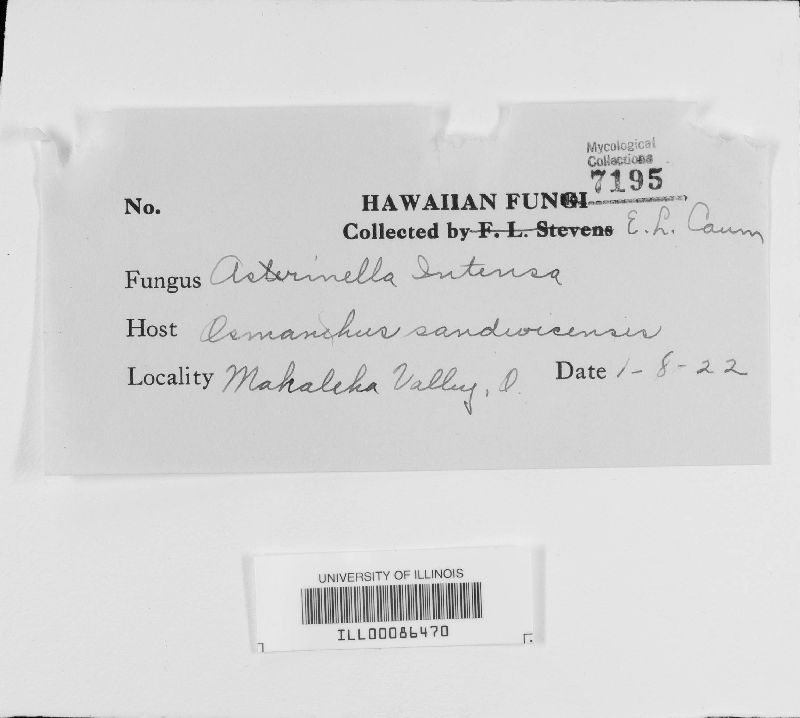 Mycological
Collections
7195
No.
HAWAIIAN FUNGI
Collected by F. L. Stevens E. L. Caum
Fungus Asterinella Intensa
Host Osmanthus sandwicensis
Locality Makaleha Valley, O. Date 1-8-22
UNIVERSITY OF ILLINOIS
ILL00086470